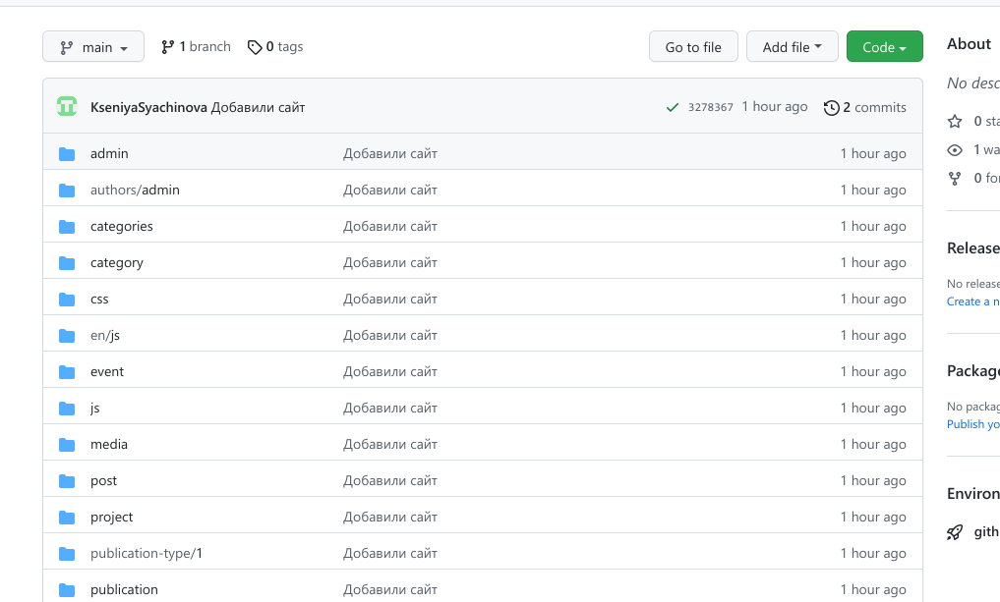 main 1 branch 0 tags Go to file Add file Code
KseniyaSyachinova Добавили сайт 3278367 1 hour ago 2 commits
admin Добавили сайт 1 hour ago
authors/admin Добавили сайт 1 hour ago
categories Добавили сайт 1 hour ago
category Добавили сайт 1 hour ago
css Добавили сайт 1 hour ago
en/js Добавили сайт 1 hour ago
event Добавили сайт 1 hour ago
js Добавили сайт 1 hour ago
media Добавили сайт 1 hour ago
post Добавили сайт 1 hour ago
project Добавили сайт 1 hour ago
publication-type/1 Добавили сайт 1 hour ago
publication Добавили сайт 1 hour ago
About
No desc
0 sta
1 wa
0 for
Release
No release
Create a n
Package
No packag
Publish yo
Environ
gith